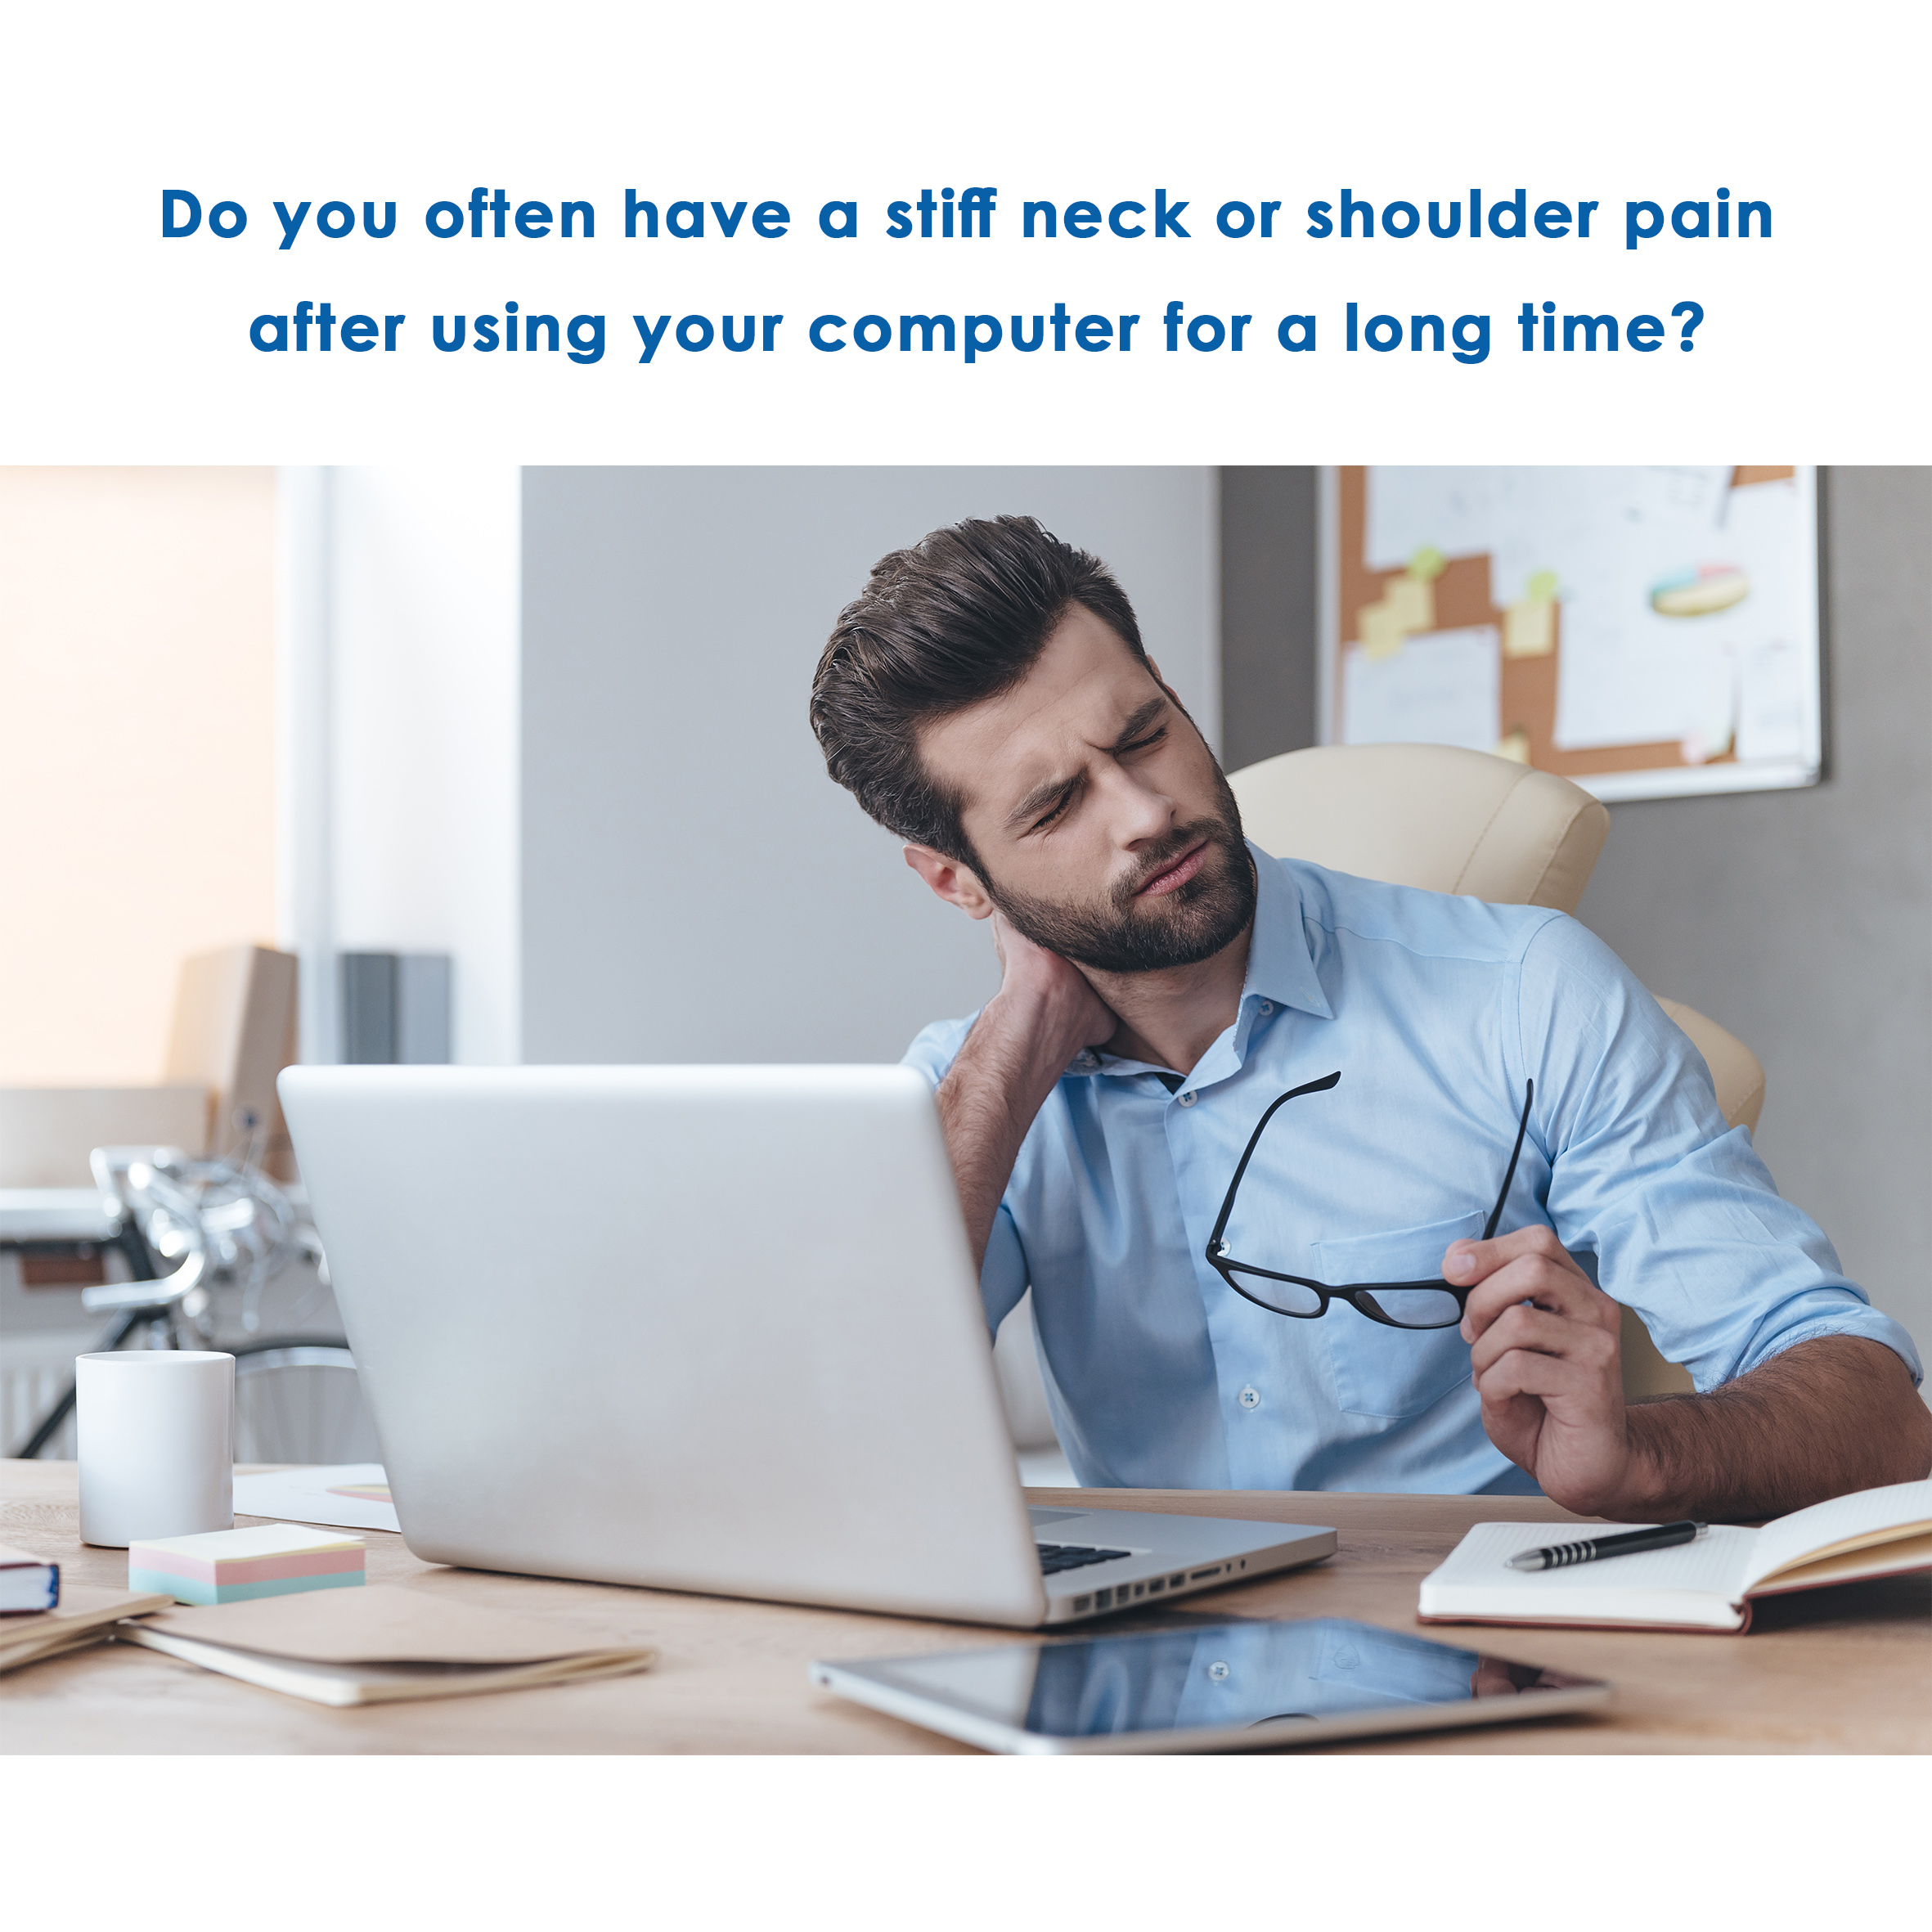 Do you often have a stiff neck or shoulder pain
after using your computer for a long time?